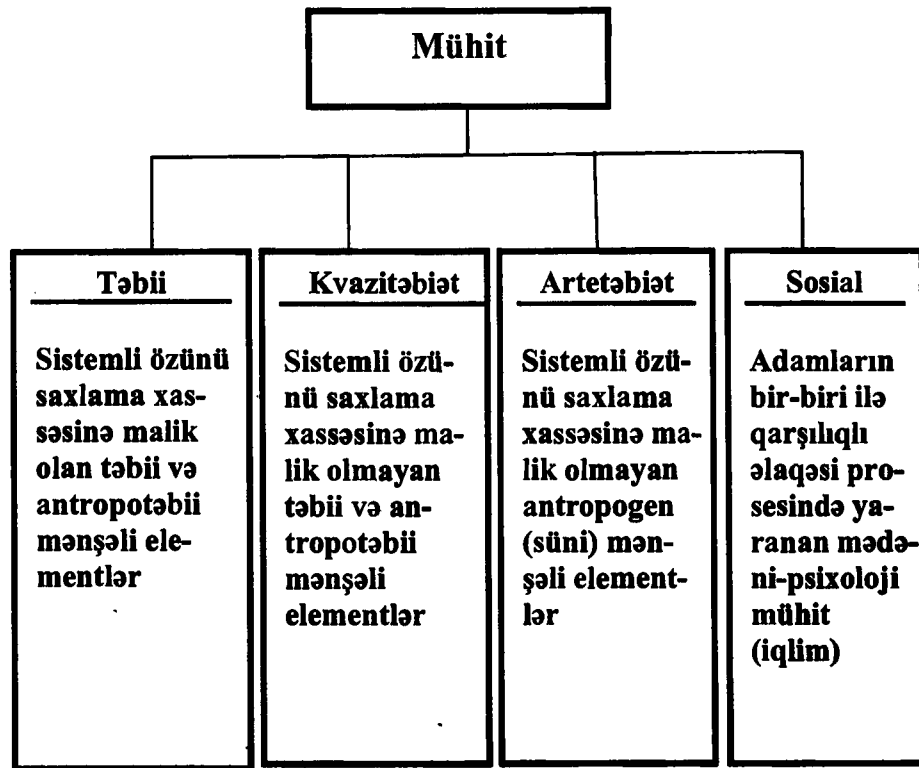 Mühit
Təbii
Sistemli özünü
saxlama xas-
səsinə malik
olan təbii və
antropotəbii
mənşəli ele-
mentlər
Kvazitəbiət
Sistemli özü-
nü saxlama
xassəsinə ma-
lik olmayan
təbii və an-
tropotəbii
mənşəli
elementlər
Artetəbiət
Sistemli özü-
nü saxlama
xassəsinə ma-
lik olmayan
antropogen
(süni) mən-
şəli element-
lər
Sosial
Adamların
bir-biri ilə
qarşılıqlı
əlaqəsi pro-
sesində ya-
ranan mədə-
ni-psixoloji
mühit
(iqlim)